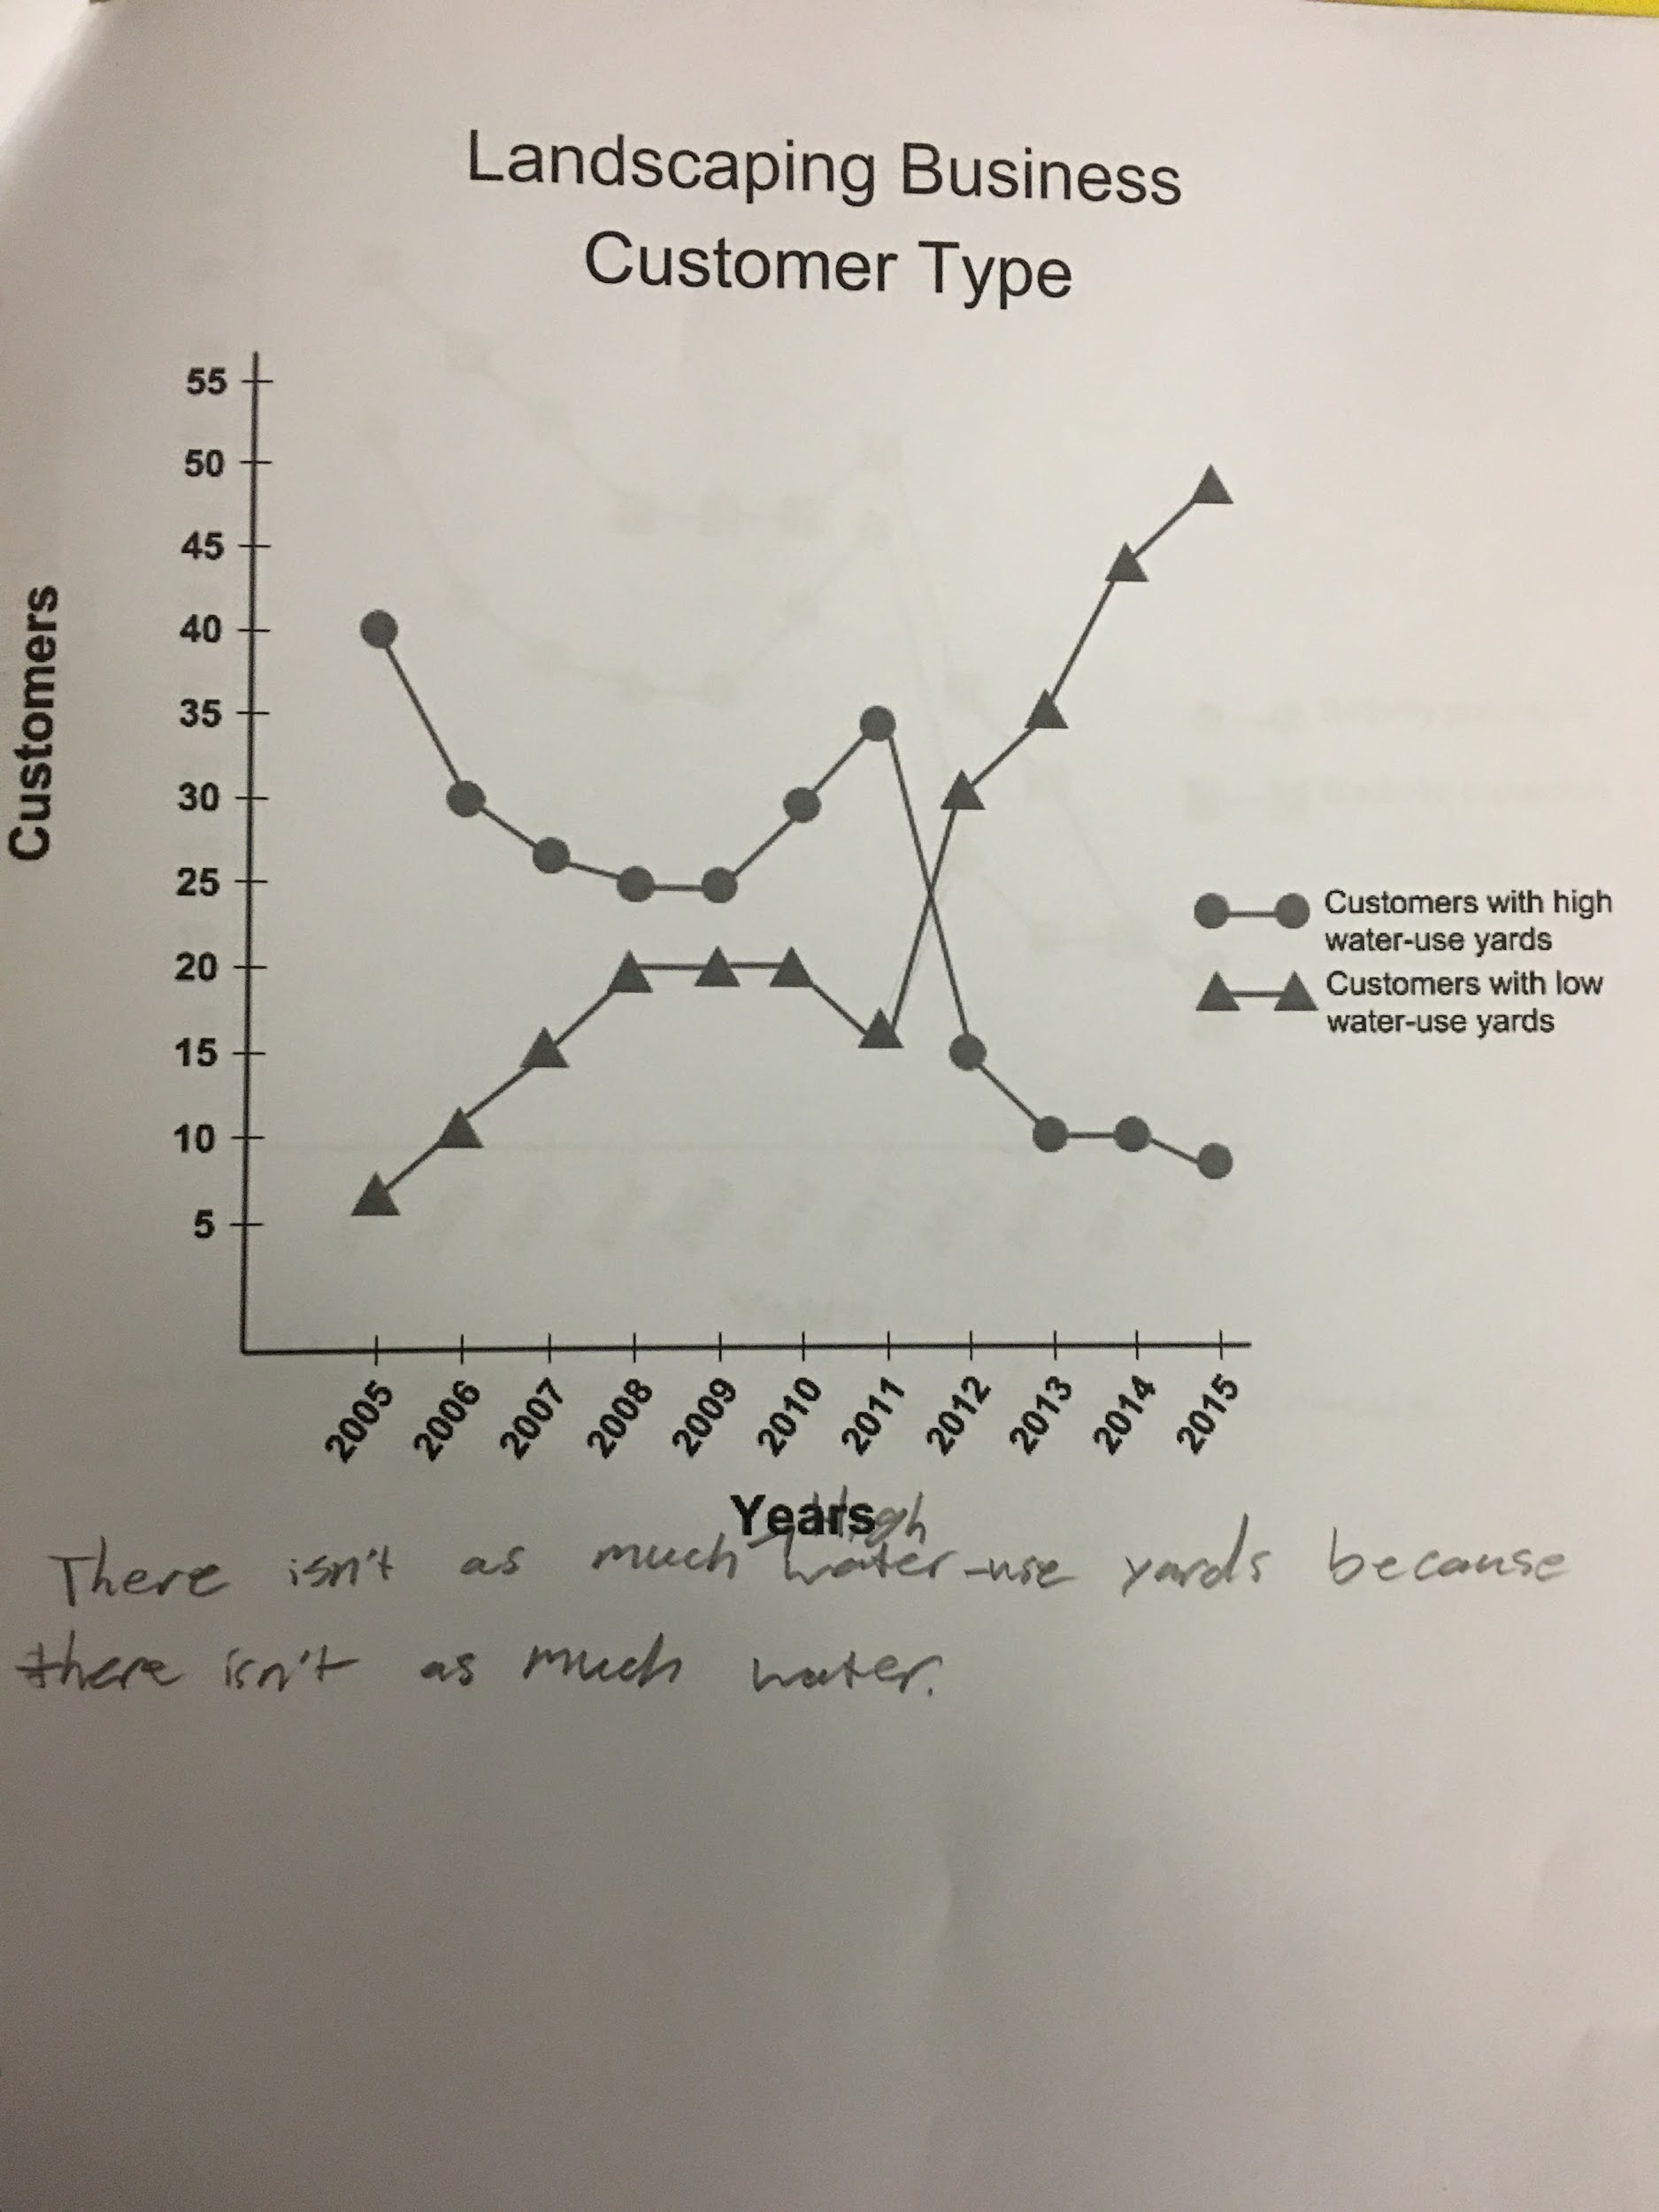 Landscaping Business
Customer Type
Customers
55
50
45
40
35
30
25
20
15
10
5
Customers with high
water-use yards
Customers with low
water-use yards
2005 2006 2007 2008 2009 2010 2011 2012 2013 2014 2015
Years
High
There isn't as much water-use yards because
there isn't as much water.